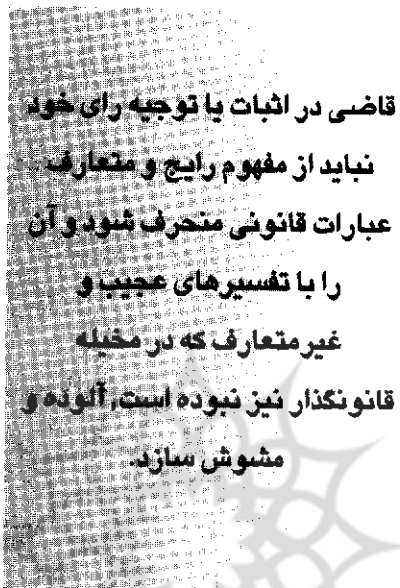 قاضی در اثبات یا توجیه رای خود
نباید از مفهوم رایج و متعارف
عبارات قانونی منحرف شود و آن
را با تفسیرهای عجیب و
غیرمتعارف که در مخیله
قانونگذار نیز نبوده است، آلوده و
مشوش سازد.